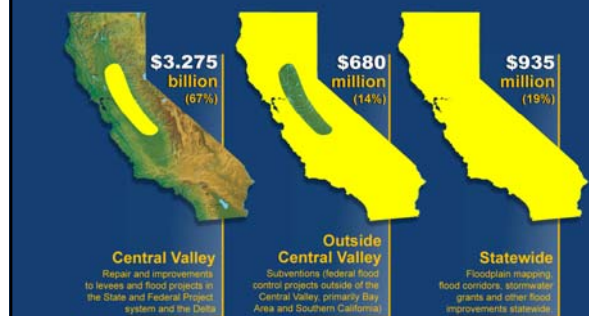 $3.275
billion
(67%)
Central Valley
Repair and improvements
to levees and flood projects in
the State and Federal Project
system and the Delta
$680
million
(14%)
Outside
Central Valley
Subventions (federal flood
control projects outside of the
Central Valley, primarily Bay
Area and Southern California)
$935
million
(19%)
Statewide
Floodplain mapping,
flood corridors, stormwater
grants and other flood
improvements statewide